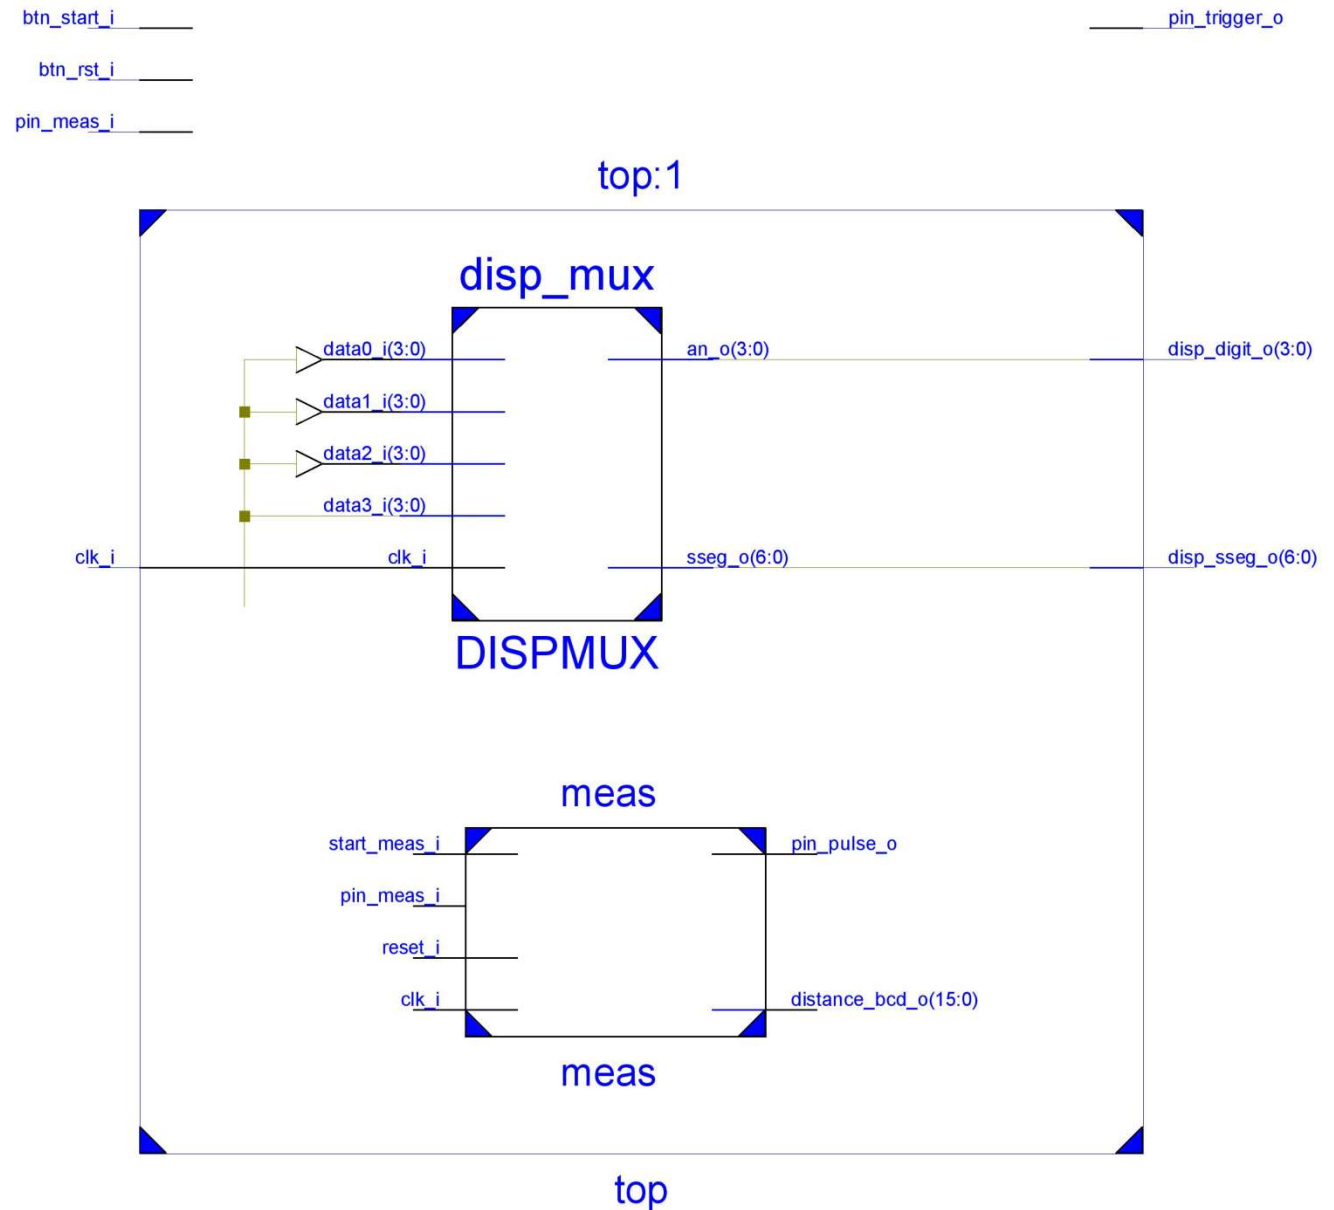 btn_start_i
pin_trigger_o
btn_rst_i
pin_meas_i
top:1
disp_mux
data0_i(3:0)
an_o(3:0)
disp_digit_o(3:0)
data1_i(3:0)
data2_i(3:0)
data3_i(3:0)
clk_i
clk_i
sseg_o(6:0)
disp_sseg_o(6:0)
DISPMUX
meas
start_meas_i
pin_pulse_o
pin_meas_i
reset_i
clk_i
distance_bcd_o(15:0)
meas
top